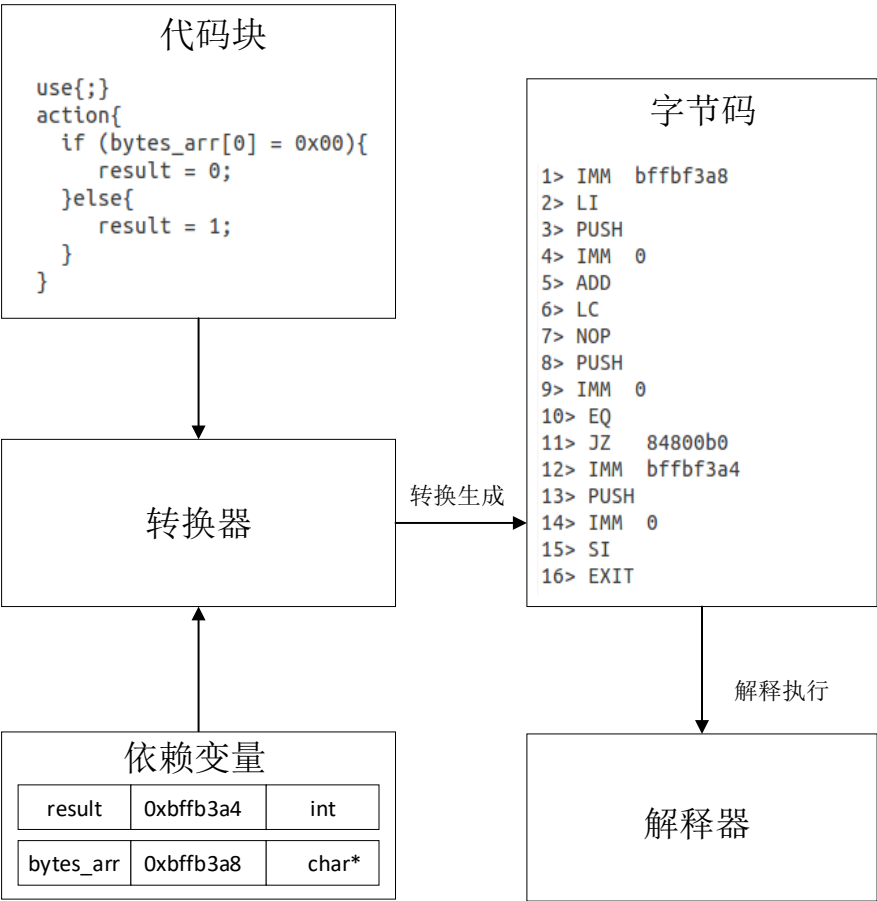 代码块
use{;}
action{
if (bytes_arr[0] = 0x00){
result = 0;
}else{
result = 1;
}
}
字节码
1> IMM bffbf3a8
2> LI
3> PUSH
4> IMM 0
5> ADD
6> LC
7> NOP
8> PUSH
9> IMM 0
10> EQ
11> JZ 84800b0
12> IMM bffbf3a4
13> PUSH
14> IMM 0
15> SI
16> EXIT
转换器
转换生成
解释执行
依赖变量
result 0xbffb3a4 int
bytes_arr 0xbffb3a8 char*
解释器